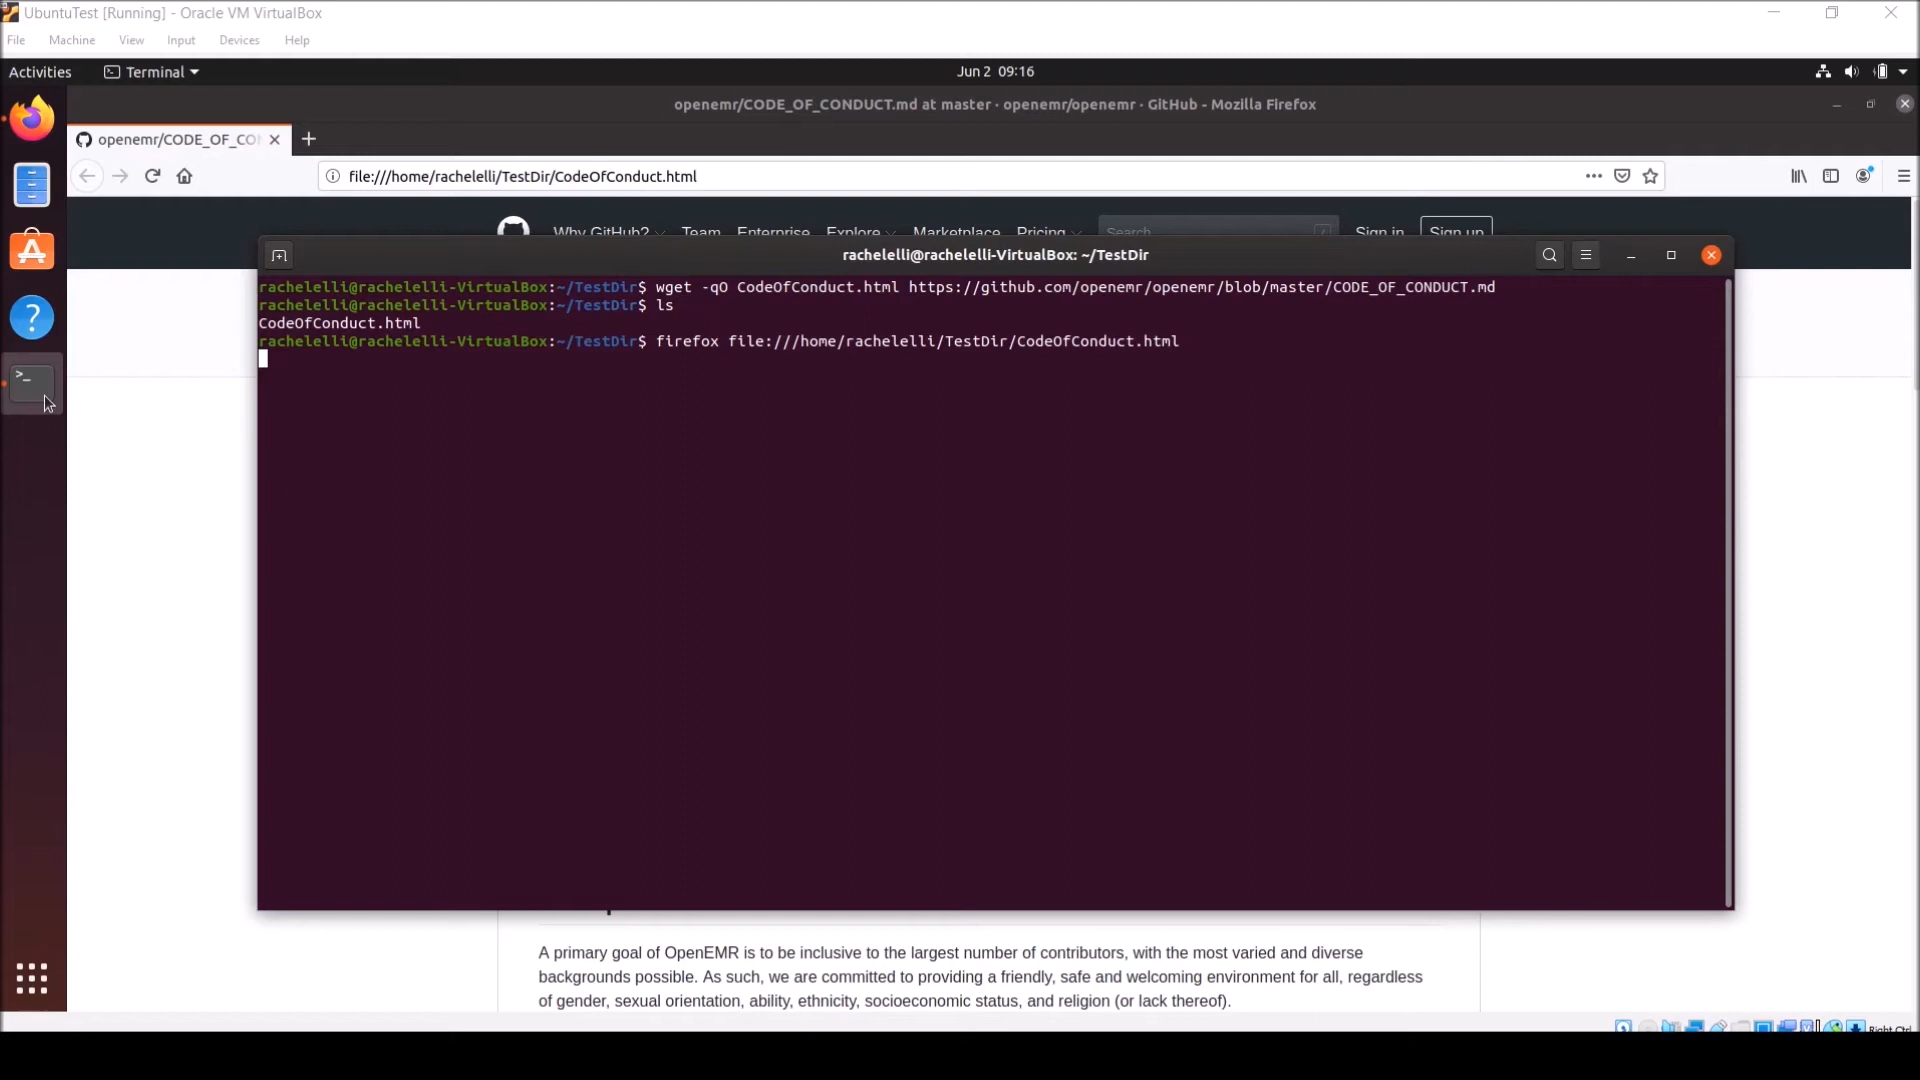 UbuntuTest [Running] - Oracle VM VirtualBox
File Machine View Input Devices Help
Activities Terminal Jun 2 09:16
openemr/CODE_OF_CONDUCT.md at master · openemr/openemr · GitHub - Mozilla Firefox
openemr/CODE_OF_CO
file:///home/rachelelli/TestDir/CodeOfConduct.html
Why GitHub? Team Enterprise Explore Marketplace Pricing Search / Sign in Sign up
rachelelli@rachelelli-VirtualBox: ~/TestDir
rachelelli@rachelelli-VirtualBox:~/TestDir$ wget -qO CodeOfConduct.html https://github.com/openemr/openemr/blob/master/CODE_OF_CONDUCT.md
rachelelli@rachelelli-VirtualBox:~/TestDir$ ls
CodeOfConduct.html
rachelelli@rachelelli-VirtualBox:~/TestDir$ firefox file:///home/rachelelli/TestDir/CodeOfConduct.html
A primary goal of OpenEMR is to be inclusive to the largest number of contributors, with the most varied and diverse
backgrounds possible. As such, we are committed to providing a friendly, safe and welcoming environment for all, regardless
of gender, sexual orientation, ability, ethnicity, socioeconomic status, and religion (or lack thereof).
Right Ctrl